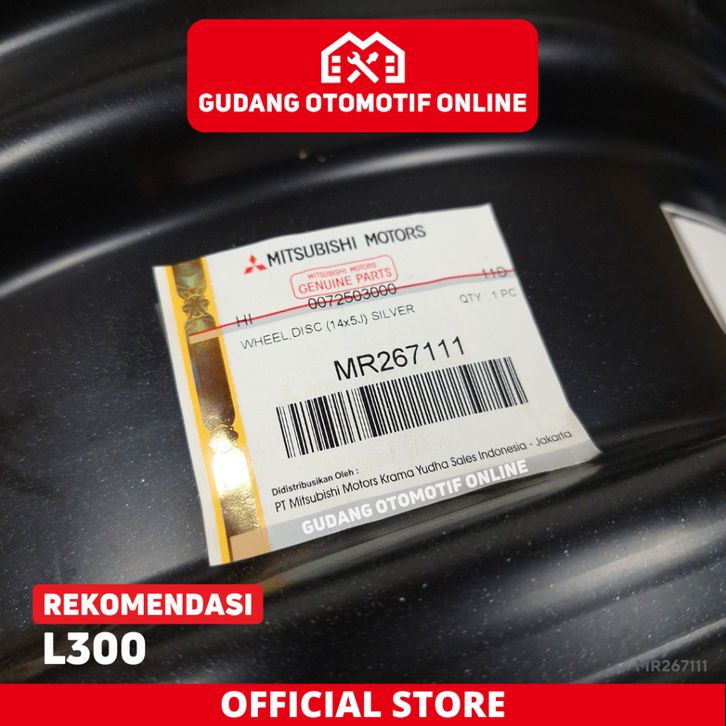 GUDANG OTOMOTIF ONLINE
MITSUBISHI MOTORS
MITSUBISHI MOTORS
GENUINE PARTS
HI 0072503000 11D
WHEEL,DISC (14x5J) SILVER QTY : 1 PC
MR267111
Didistribusikan Oleh :
PT Mitsubishi Motors Krama Yudha Sales Indonesia - Jakarta
GUDANG OTOMOTIF ONLINE
REKOMENDASI
L300
MR267111
OFFICIAL STORE